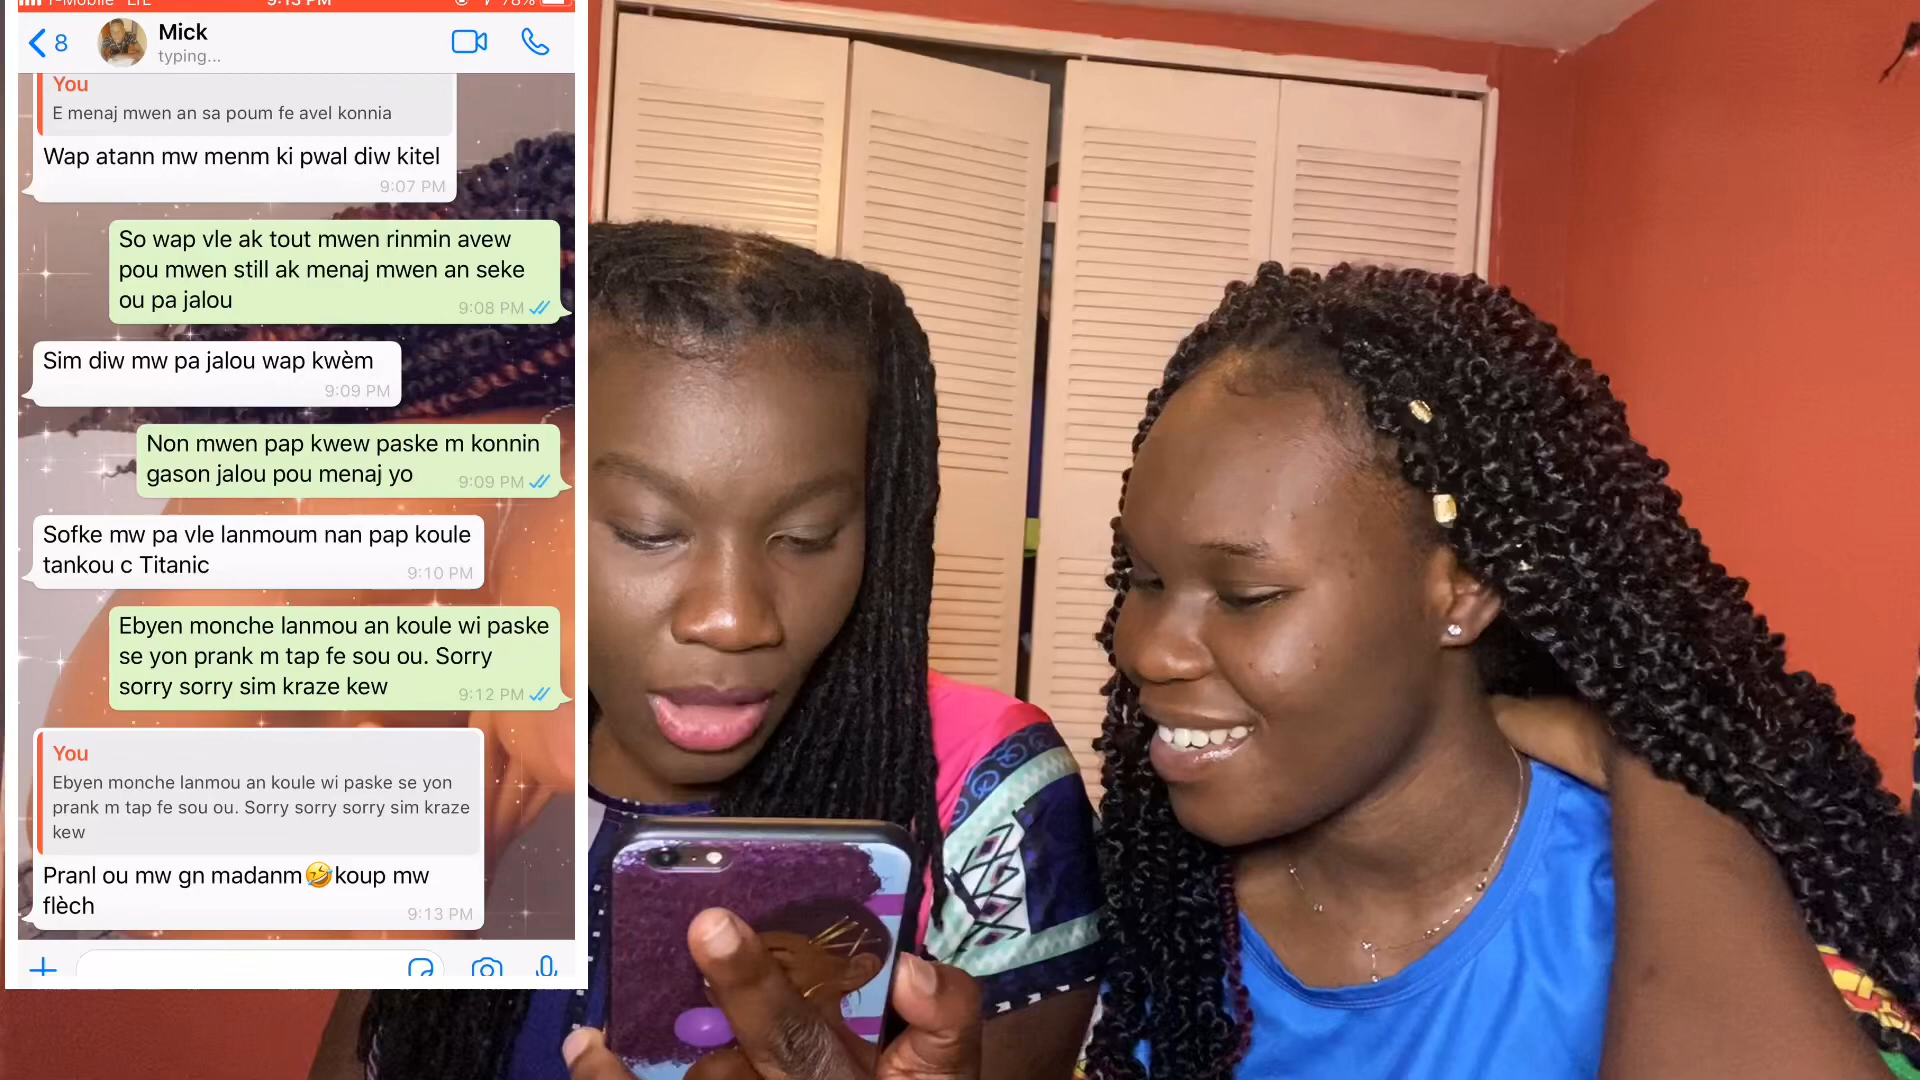 T-Mobile LTE 9:13 PM 78%
8 Mick
typing...
You
E menaj mwen an sa poum fe avel konnia
Wap atann mw menm ki pwal diw kitel
9:07 PM
So wap vle ak tout mwen rinmin avew
pou mwen still ak menaj mwen an seke
ou pa jalou
9:08 PM
Sim diw mw pa jalou wap kwèm
9:09 PM
Non mwen pap kwew paske m konnin
gason jalou pou menaj yo
9:09 PM
Sofke mw pa vle lanmoum nan pap koule
tankou c Titanic
9:10 PM
Ebyen monche lanmou an koule wi paske
se yon prank m tap fe sou ou. Sorry
sorry sorry sim kraze kew
9:12 PM
You
Ebyen monche lanmou an koule wi paske se yon
prank m tap fe sou ou. Sorry sorry sorry sim kraze
kew
Pranl ou mw gn madanm🤣koup mw
flèch
9:13 PM